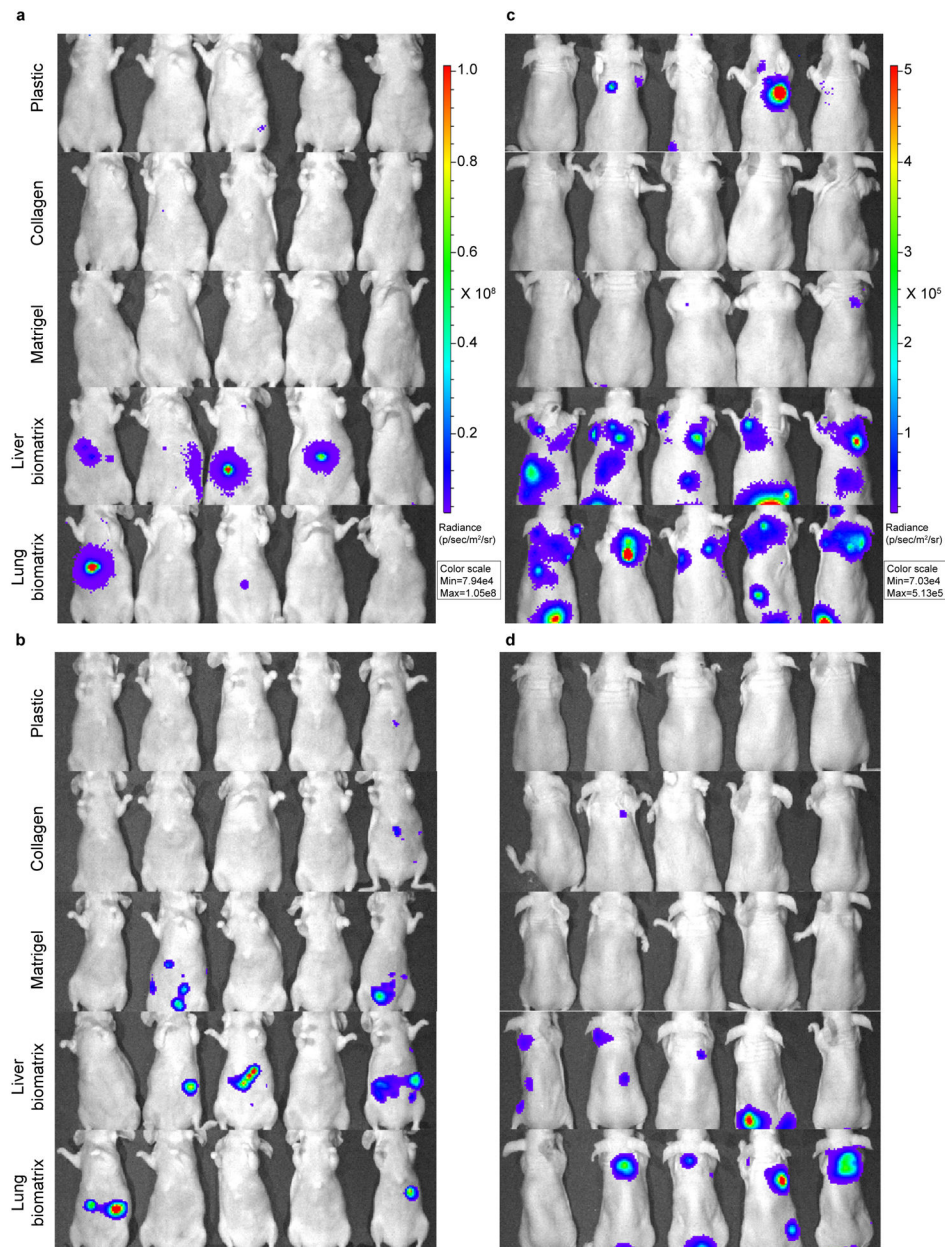 a
c
Plastic
Collagen
Matrigel
Liver
biomatrix
Lung
biomatrix
1.0
0.8
0.6
X 10⁸
0.4
0.2
Radiance
(p/sec/m²/sr)
Color scale
Min=7.94e4
Max=1.05e8
5
4
3
X 10⁵
2
1
Radiance
(p/sec/m²/sr)
Color scale
Min=7.03e4
Max=5.13e5
b
d
Plastic
Collagen
Matrigel
Liver
biomatrix
Lung
biomatrix